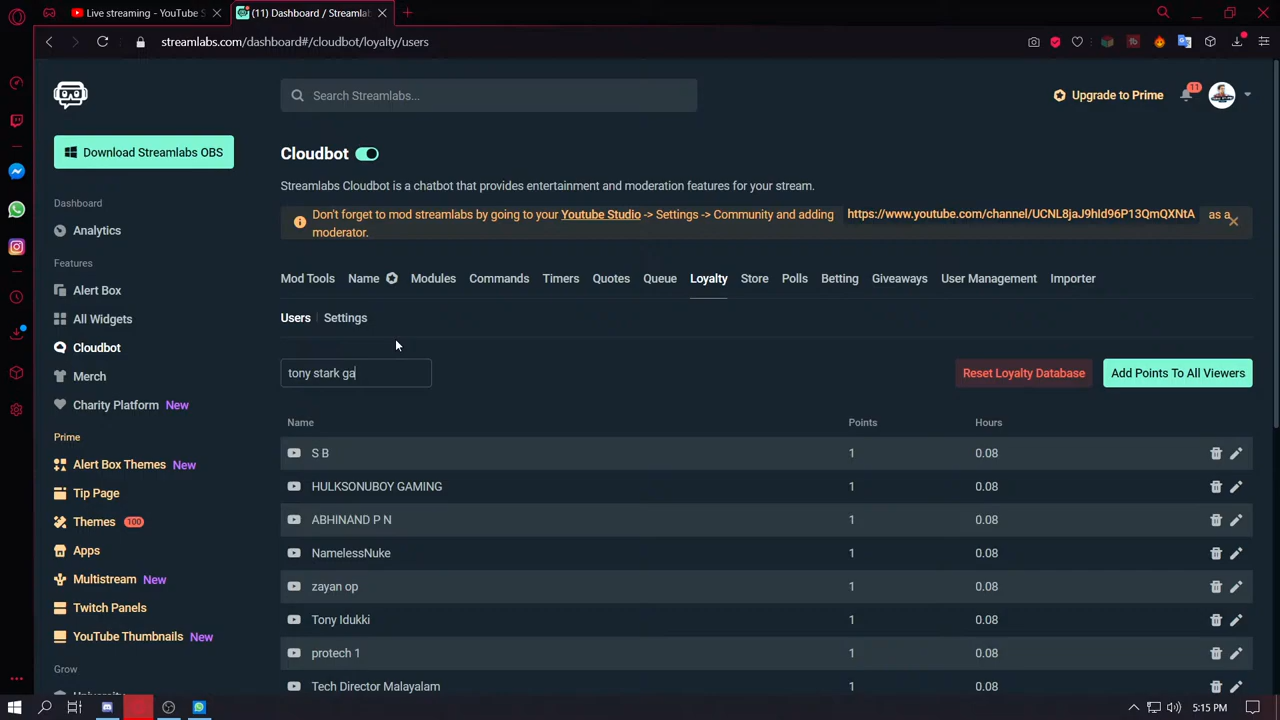 Live streaming - YouTube S
(11) Dashboard / Streamlab
streamlabs.com/dashboard#/cloudbot/loyalty/users
Search Streamlabs...
Upgrade to Prime
11
Download Streamlabs OBS
Dashboard
Analytics
Features
Alert Box
All Widgets
Cloudbot
Merch
Charity Platform New
Prime
Alert Box Themes New
Tip Page
Themes 100
Apps
Multistream New
Twitch Panels
YouTube Thumbnails New
Grow
University
Cloudbot
Streamlabs Cloudbot is a chatbot that provides entertainment and moderation features for your stream.
Don't forget to mod streamlabs by going to your Youtube Studio -> Settings -> Community and adding https://www.youtube.com/channel/UCNL8jaJ9hId96P13QmQXNtA as a
moderator.
Mod Tools Name Modules Commands Timers Quotes Queue Loyalty Store Polls Betting Giveaways User Management Importer
Users Settings
tony stark ga
Reset Loyalty Database Add Points To All Viewers
Name Points Hours
S B 1 0.08
HULKSONUBOY GAMING 1 0.08
ABHINAND P N 1 0.08
NamelessNuke 1 0.08
zayan op 1 0.08
Tony Idukki 1 0.08
protech 1 1 0.08
Tech Director Malayalam 1 0.08
5:15 PM